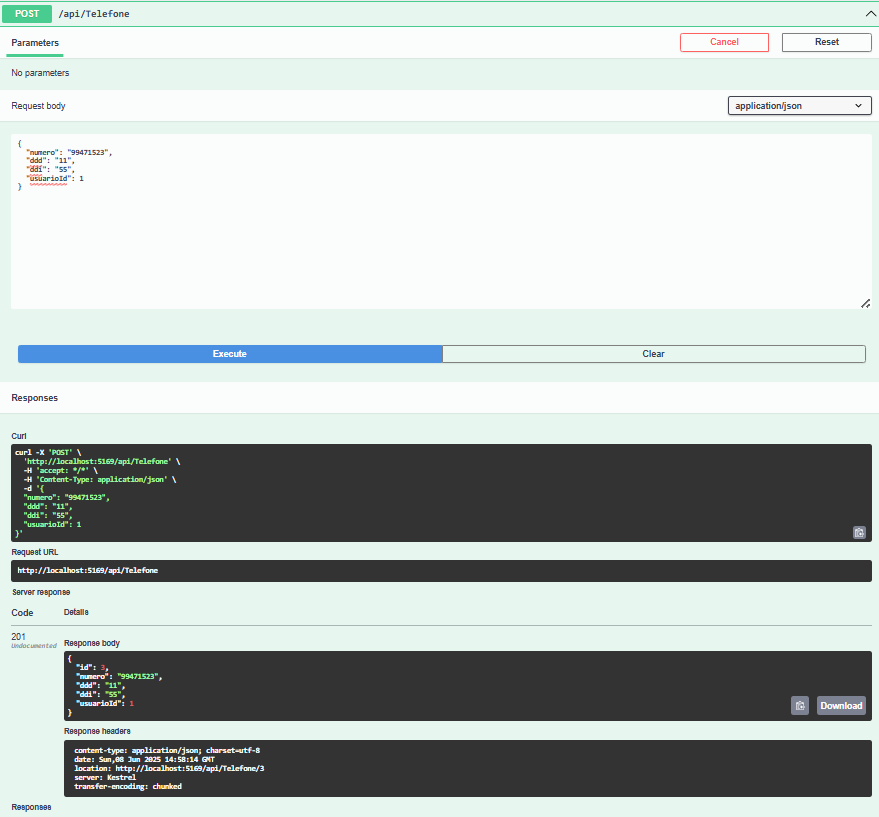 POST /api/Telefone
Parameters
Cancel
Reset
No parameters
Request body
application/json
{
  "numero": "99471523",
  "ddd": "11",
  "ddi": "55",
  "usuarioId": 1
}
Execute
Clear
Responses
Curl
curl -X 'POST' \
  'http://localhost:5169/api/Telefone' \
  -H 'accept: */*' \
  -H 'Content-Type: application/json' \
  -d '{
  "numero": "99471523",
  "ddd": "11",
  "ddi": "55",
  "usuarioId": 1
}'
Request URL
http://localhost:5169/api/Telefone
Server response
Code Details
201
Undocumented
Response body
{
  "id": 3,
  "numero": "99471523",
  "ddd": "11",
  "ddi": "55",
  "usuarioId": 1
}
Download
Response headers
content-type: application/json; charset=utf-8
date: Sun,08 Jun 2025 14:58:14 GMT
location: http://localhost:5169/api/Telefone/3
server: Kestrel
transfer-encoding: chunked
Responses